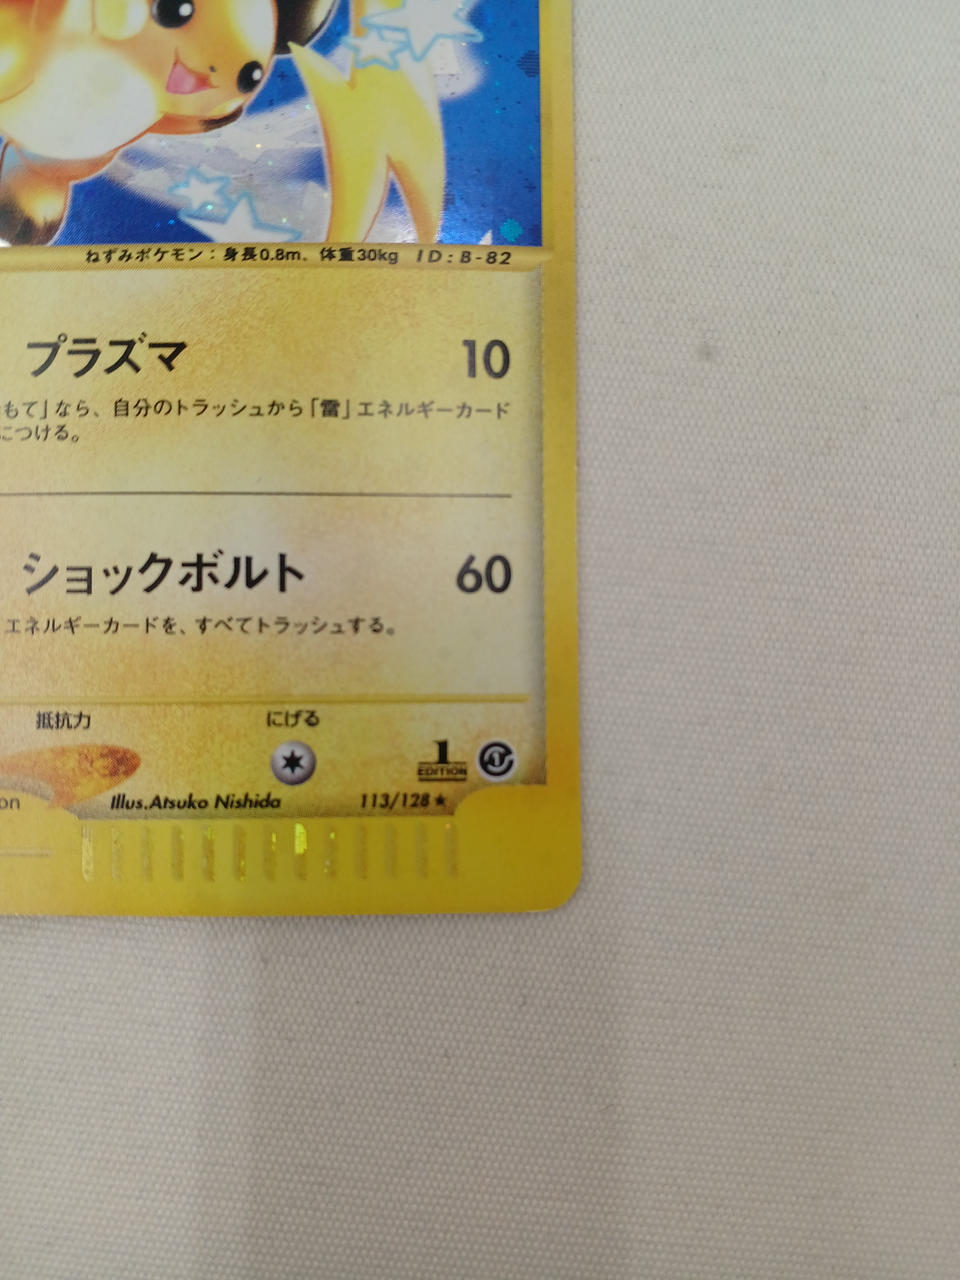 ねずみポケモン：身長0.8m、体重30kg ID:B-82
プラズマ 10
もて」なら、自分のトラッシュから「雷」エネルギーカード
につける。
ショックボルト 60
エネルギーカードを、すべてトラッシュする。
抵抗力 にげる
1 EDITION
on Illus.Atsuko Nishida 113/128★